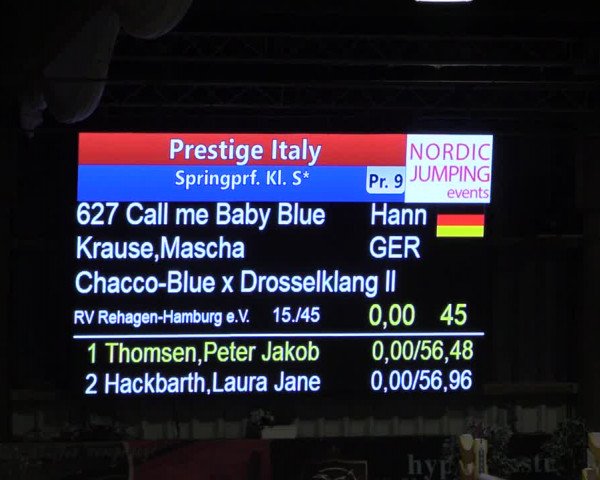 Prestige Italy
Springprf. Kl. S*
Pr. 9
NORDIC
JUMPING
events
627 Call me Baby Blue Hann
Krause,Mascha GER
Chacco-Blue x Drosselklang II
RV Rehagen-Hamburg e.V. 15./45 0,00 45
1 Thomsen,Peter Jakob 0,00/56,48
2 Hackbarth,Laura Jane 0,00/56,96